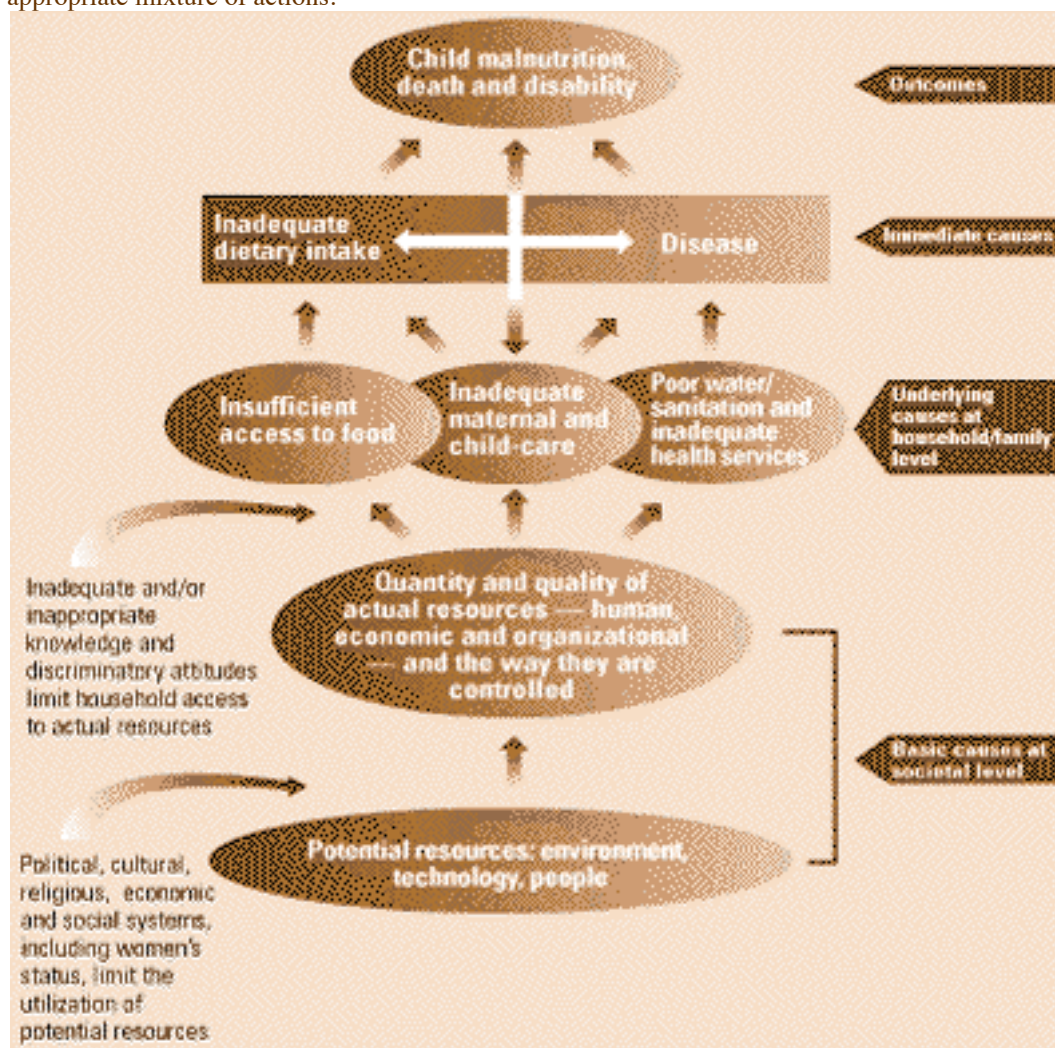 appropriate mixture of actions.
Child malnutrition,
death and disability
Outcomes
Inadequate
dietary intake
Disease
Immediate causes
Insufficient
access to food
Inadequate
maternal and
child-care
Poor water/
sanitation and
inadequate
health services
Underlying
causes at
household/family
level
Inadequate and/or
inappropriate
knowledge and
discriminatory attitudes
limit household access
to actual resources
Quantity and quality of
actual resources — human,
economic and organizational
— and the way they are
controlled
Basic causes at
societal level
Potential resources: environment,
technology, people
Political, cultural,
religious, economic
and social systems,
including women's
status, limit the
utilization of
potential resources